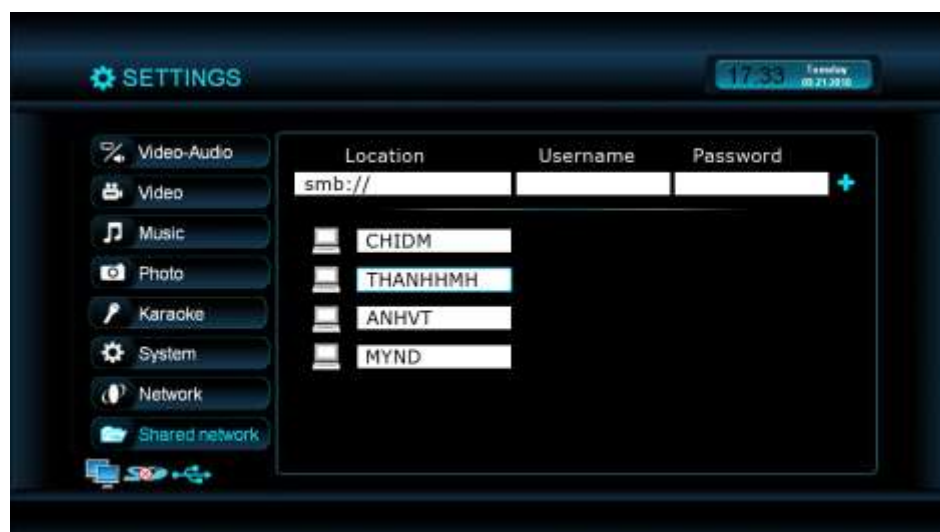 SETTINGS
17:33 Tuesday
Video-Audio
Video
Music
Photo
Karaoke
System
Network
Shared network
Location Username Password
smb://
CHIDM
THANHHMH
ANHVT
MYND